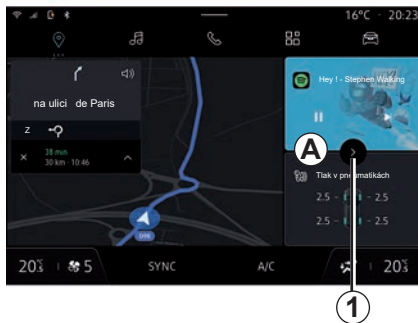 16°C · 20:23
na ulici de Paris
Z
38 min
30 km · 10:46
Hey ! - Stephen Walking
A
Tlak v pneumatikách
2.5 - - 2.5
2.5 - - 2.5
20°5 5 SYNC A/C 20°5
1